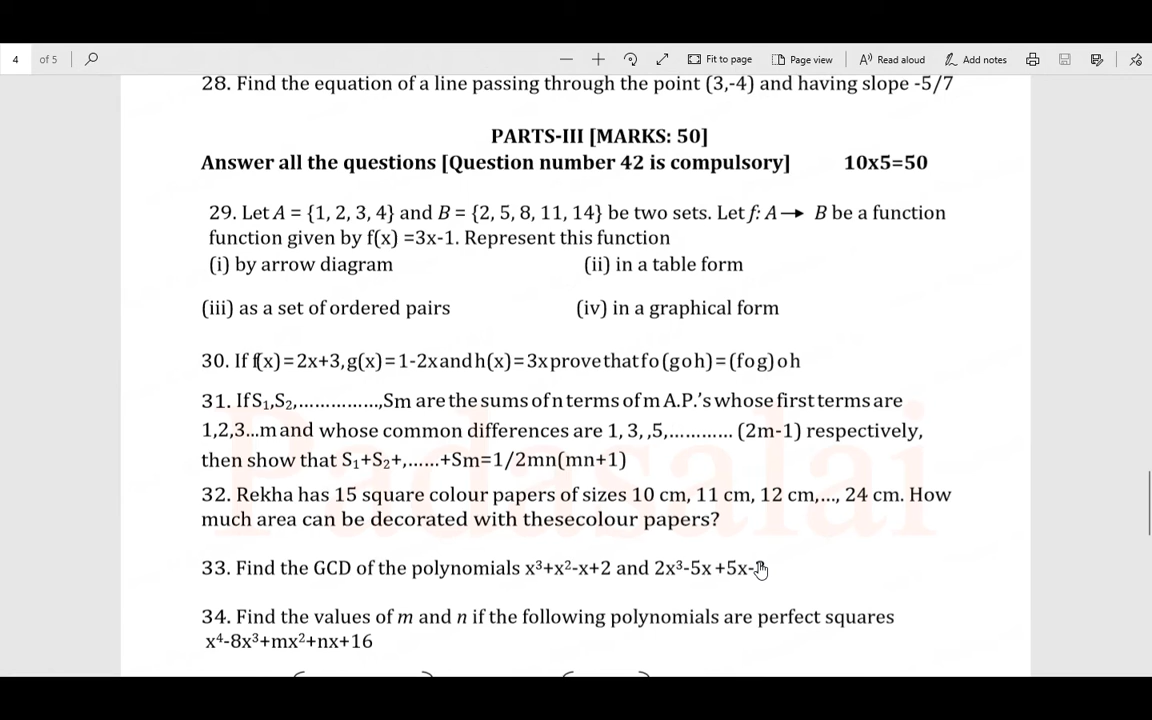 4 of 5 Fit to page Page view Read aloud Add notes
28. Find the equation of a line passing through the point (3,-4) and having slope -5/7
PARTS-III [MARKS: 50]
Answer all the questions [Question number 42 is compulsory] 10x5=50
29. Let A = {1, 2, 3, 4} and B = {2, 5, 8, 11, 14} be two sets. Let f: A→ B be a function
function given by f(x) =3x-1. Represent this function
(i) by arrow diagram (ii) in a table form
(iii) as a set of ordered pairs (iv) in a graphical form
30. If f(x)=2x+3,g(x)=1-2x and h(x)=3x prove that fo(goh)=(fog)oh
31. If S₁,S₂,................,Sm are the sums of n terms of m A.P.'s whose first terms are
1,2,3...m and whose common differences are 1, 3, ,5,............ (2m-1) respectively,
then show that S₁+S₂+,......+Sm=1/2mn(mn+1)
32. Rekha has 15 square colour papers of sizes 10 cm, 11 cm, 12 cm,..., 24 cm. How
much area can be decorated with thesecolour papers?
33. Find the GCD of the polynomials x³+x²-x+2 and 2x³-5x +5x-
34. Find the values of m and n if the following polynomials are perfect squares
x⁴-8x³+mx²+nx+16
Padasalai